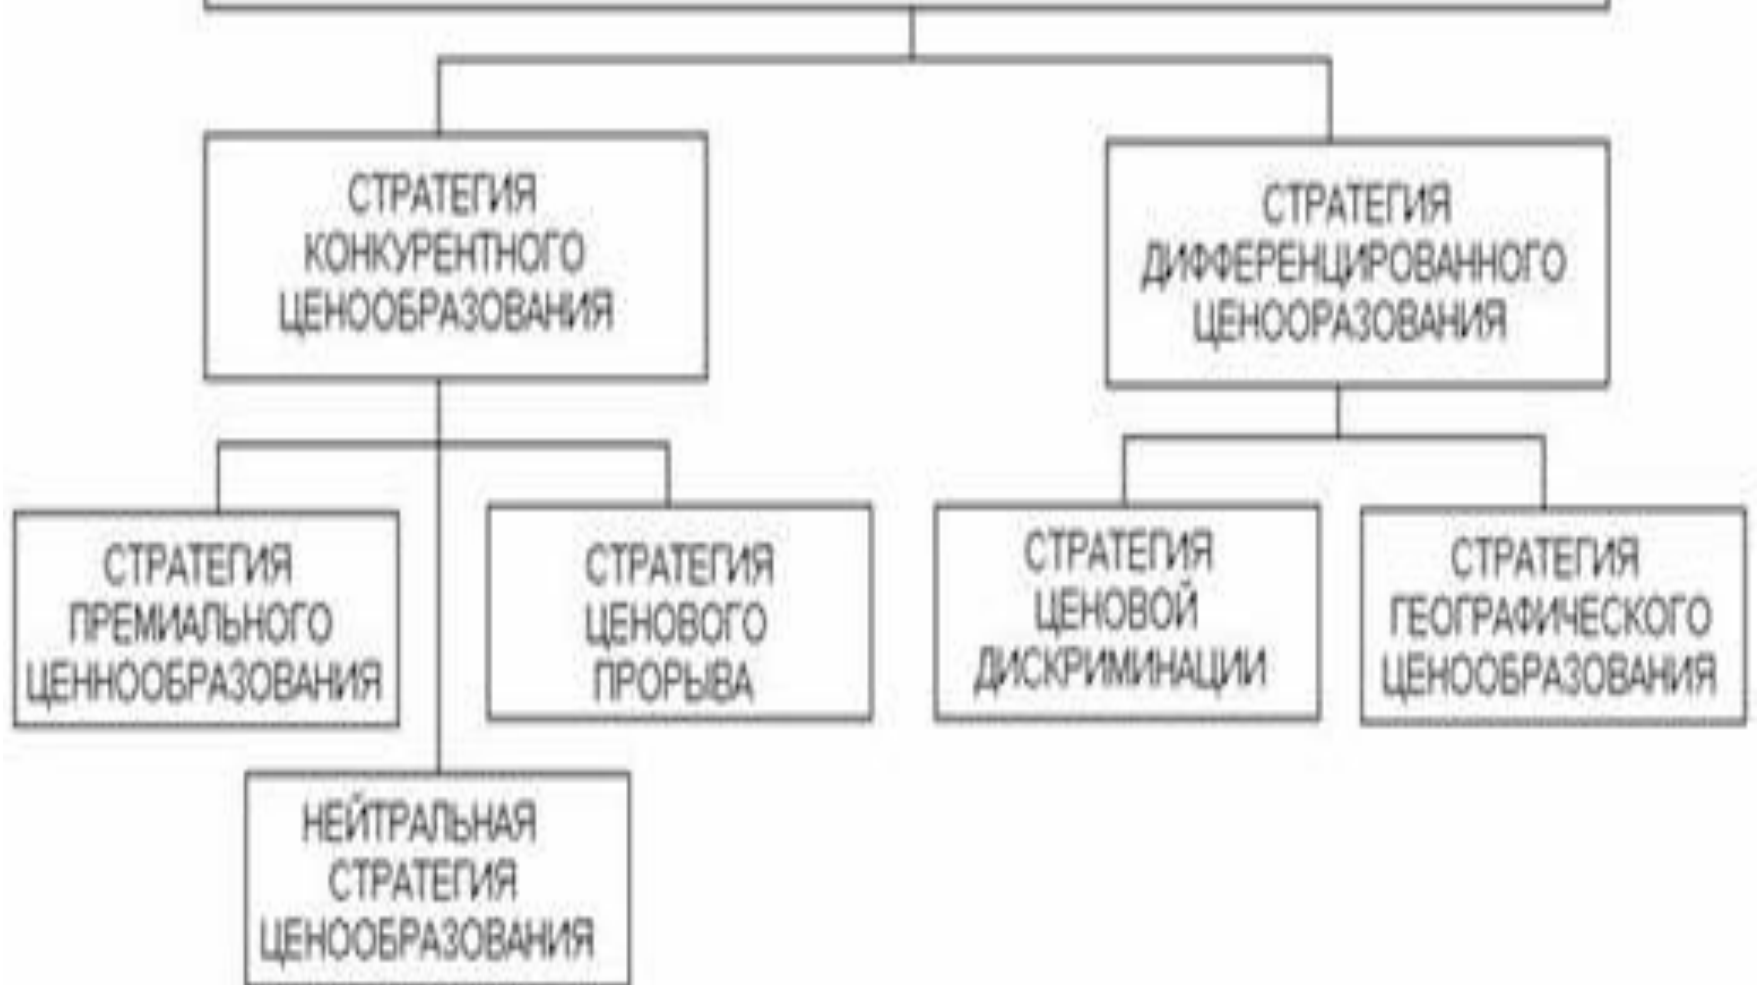 СТРАТЕГИЯ
КОНКУРЕНТНОГО
ЦЕНООБРАЗОВАНИЯ
СТРАТЕГИЯ
ДИФФЕРЕНЦИРОВАННОГО
ЦЕНООРАЗОВАНИЯ
СТРАТЕГИЯ
ПРЕМИАЛЬНОГО
ЦЕННООБРАЗОВАНИЯ
СТРАТЕГИЯ
ЦЕНОВОГО
ПРОРЫВА
СТРАТЕГИЯ
ЦЕНОВОЙ
ДИСКРИМИНАЦИИ
СТРАТЕГИЯ
ГЕОГРАФИЧЕСКОГО
ЦЕНООБРАЗОВАНИЯ
НЕЙТРАЛЬНАЯ
СТРАТЕГИЯ
ЦЕНООБРАЗОВАНИЯ